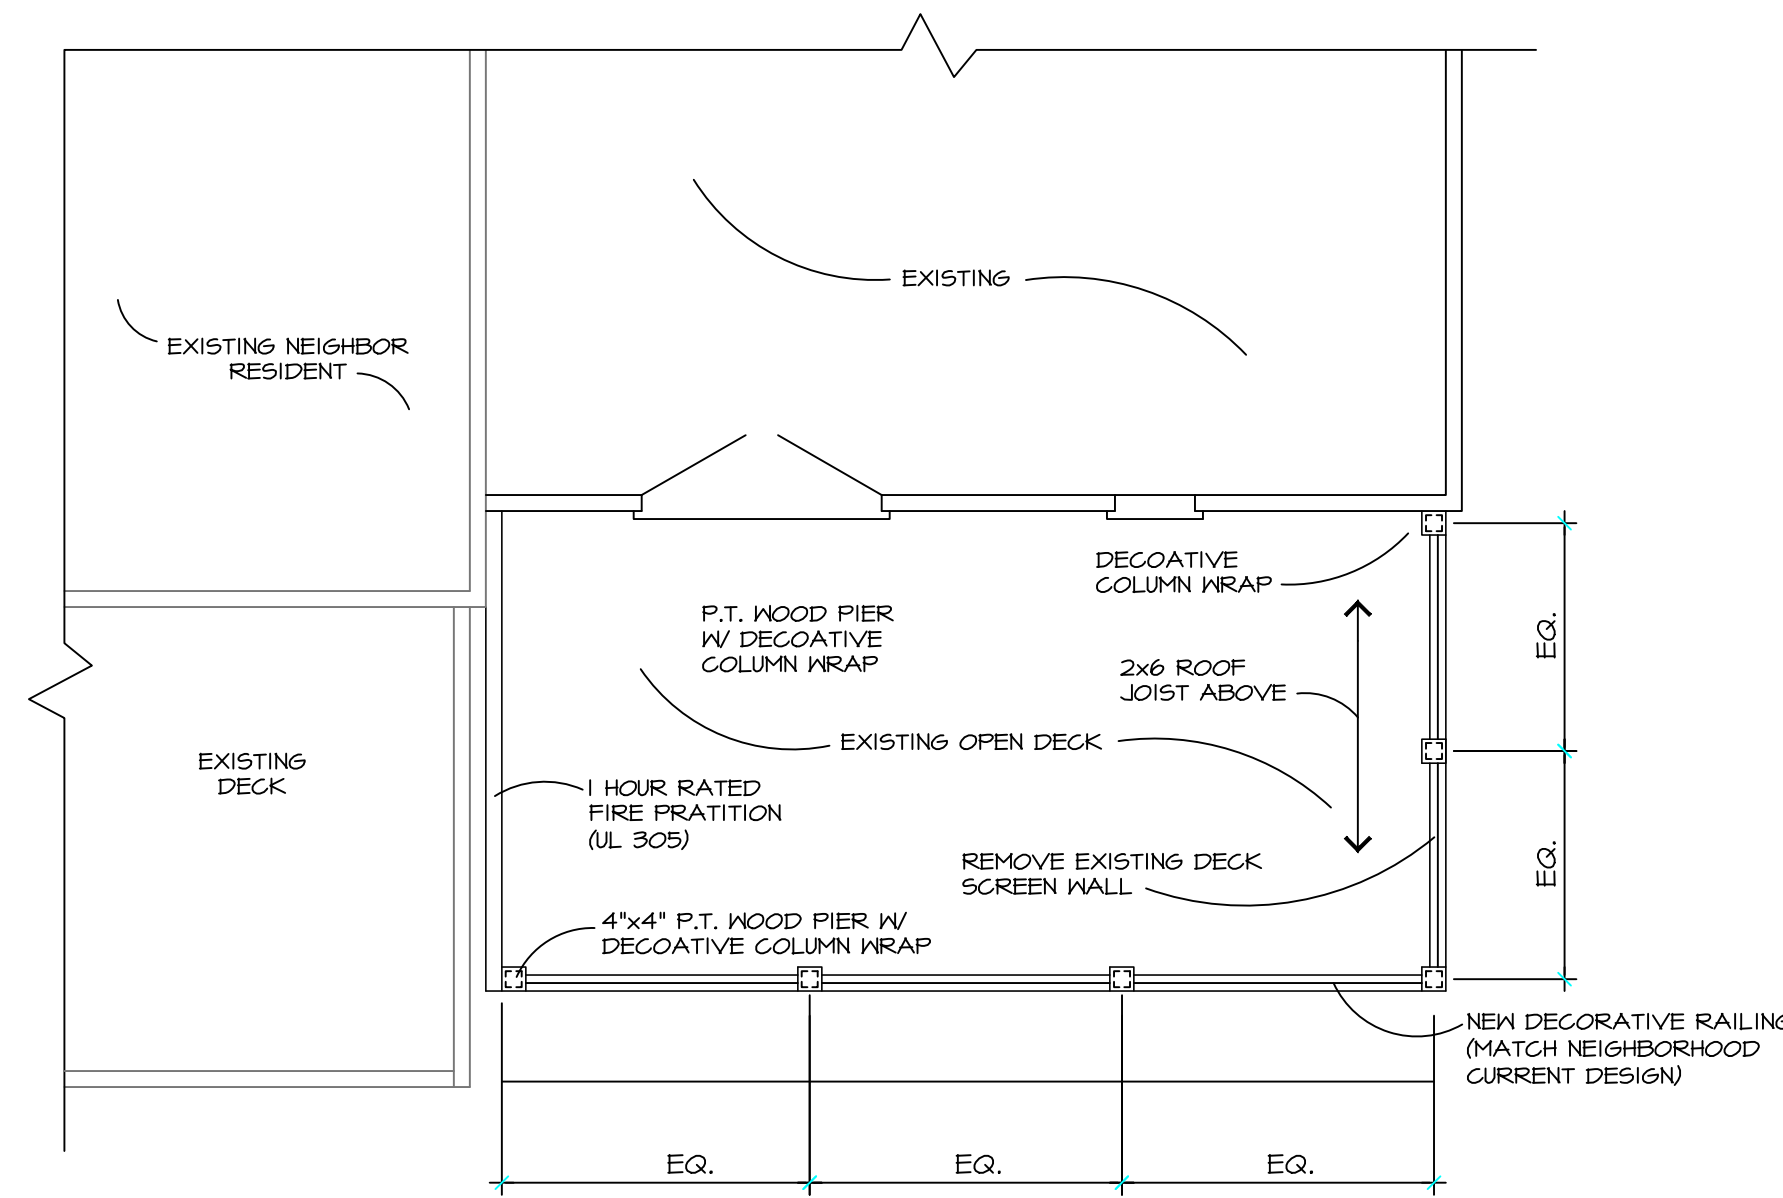 EXISTING
EXISTING NEIGHBOR
RESIDENT
DECOATIVE
COLUMN WRAP
P.T. WOOD PIER
W/ DECOATIVE
COLUMN WRAP
EQ.
2x6 ROOF
JOIST ABOVE
EXISTING OPEN DECK
EXISTING
DECK
1 HOUR RATED
FIRE PRATITION
(UL 305)
REMOVE EXISTING DECK
SCREEN WALL
EQ.
4"x4" P.T. WOOD PIER W/
DECOATIVE COLUMN WRAP
NEW DECORATIVE RAILING
(MATCH NEIGHBORHOOD
CURRENT DESIGN)
EQ.
EQ.
EQ.